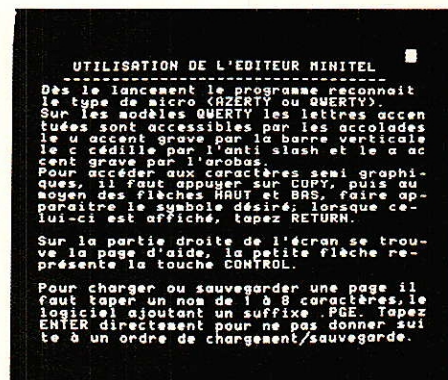 UTILISATION DE L'EDITEUR MINITEL
Dès le lancement le programme reconnait
le type de micro (AZERTY ou QWERTY).
Sur les modèles QWERTY les lettres accen
tuées sont accessibles par les accolades
le u accent grave par la barre verticale
le c cédille par l'anti slash et le a ac
cent grave par l'arobas.
Pour accéder aux caractères semi graphi-
ques, il faut appuyer sur COPY, puis au
moyen des flèches HAUT et BAS, faire ap-
paraître le symbole désiré; lorsque ce-
lui-ci est affiché, tapez RETURN.
Sur la partie droite de l'écran se trou-
ve la page d'aide, la petite flèche re-
présente la touche CONTROL.
Pour charger ou sauvegarder une page il
faut taper un nom de 1 à 8 caractères,le
logiciel ajoutant un suffixe .PGE. Tapez
ENTER directement pour ne pas donner sui
te à un ordre de chargement/sauvegarde.